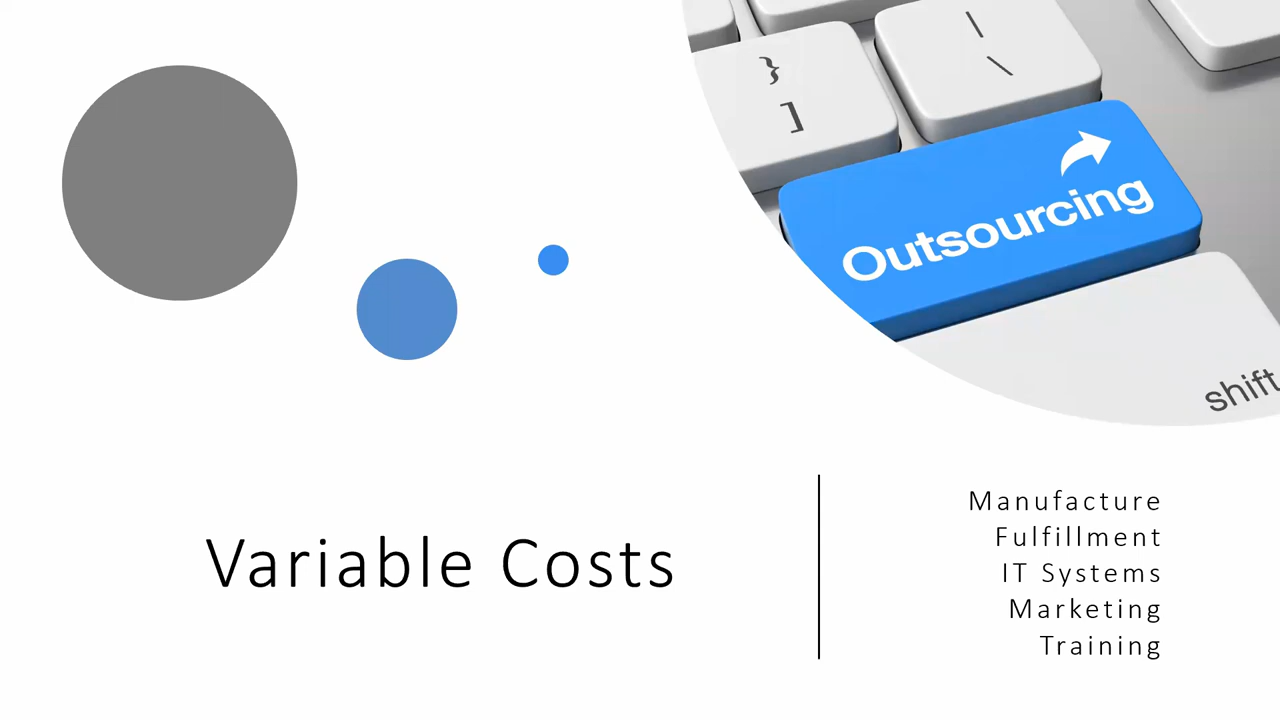 }
]
|
\
Outsourcing
shift
Variable Costs
Manufacture
Fulfillment
IT Systems
Marketing
Training